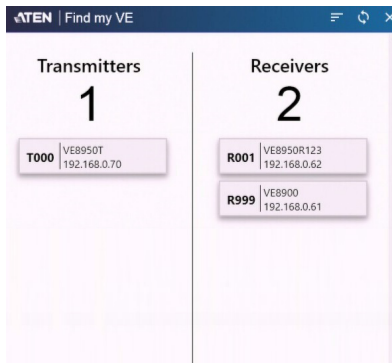 ATEN Find my VE
Transmitters
1
T000 VE8950T
192.168.0.70
Receivers
2
R001 VE8950R123
192.168.0.62
R999 VE8900
192.168.0.61